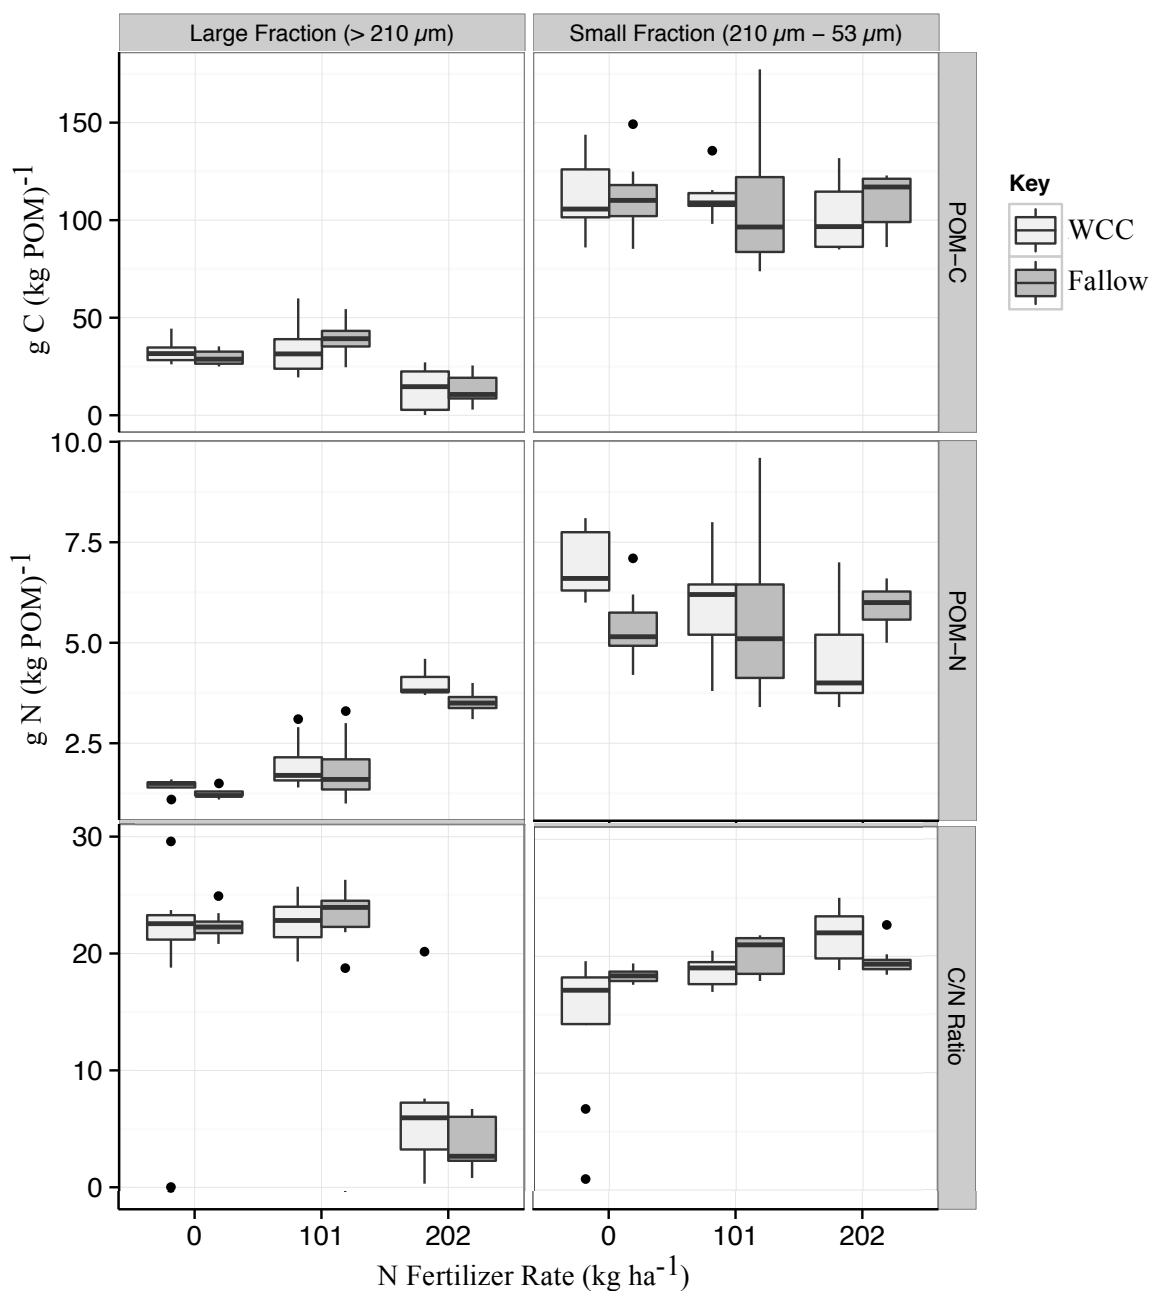 Large Fraction (> 210 µm)
Small Fraction (210 µm − 53 µm)
g C (kg POM)-1
150
100
50
0
POM−C
Key
WCC
Fallow
g N (kg POM)-1
10.0
7.5
5.0
2.5
POM−N
30
20
10
0
C/N Ratio
0
101
202
0
101
202
N Fertilizer Rate (kg ha-1)